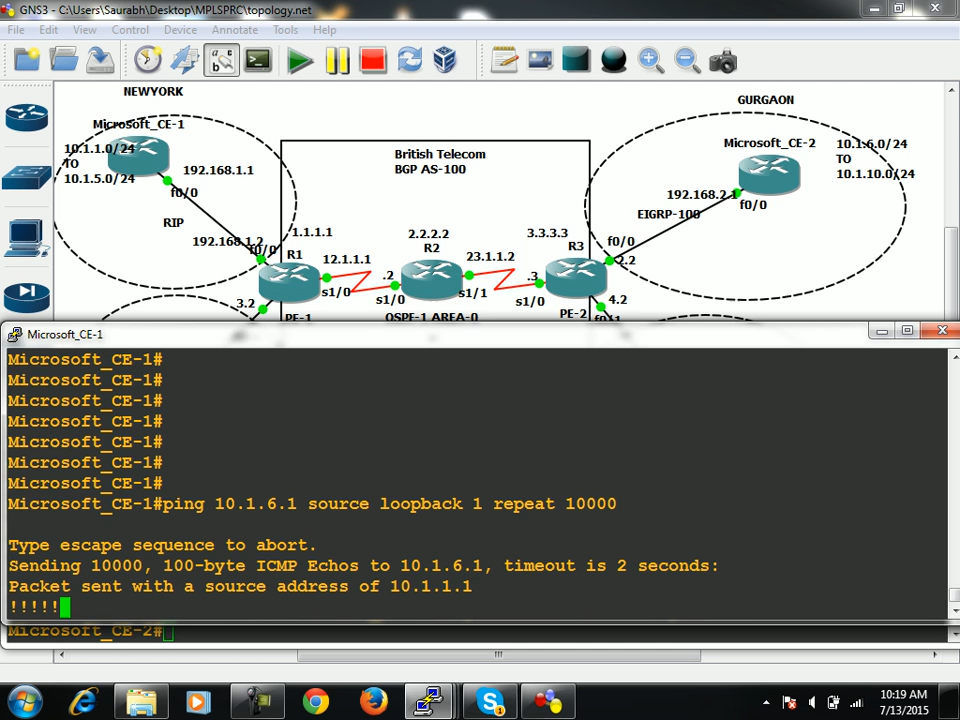 GNS3 - C:\Users\Saurabh\Desktop\MPLSPRC\topology.net
File Edit View Control Device Annotate Tools Help
NEWYORK
Microsoft_CE-1
10.1.1.0/24
TO
10.1.5.0/24
192.168.1.1
f0/0
RIP
192.168.1.2
f0/0
1.1.1.1
R1
12.1.1.1
s1/0
3.2
PE-1
British Telecom
BGP AS-100
2.2.2.2
R2
.2
s1/0
23.1.1.2
s1/1
OSPF-1 AREA-0
3.3.3.3
R3
.3
s1/0
PE-2
f0/0
2.2
4.2
f0/1
GURGAON
Microsoft_CE-2
10.1.6.0/24
TO
10.1.10.0/24
192.168.2.1
f0/0
EIGRP-100
Microsoft_CE-1
Microsoft_CE-1#
Microsoft_CE-1#
Microsoft_CE-1#
Microsoft_CE-1#
Microsoft_CE-1#
Microsoft_CE-1#
Microsoft_CE-1#
Microsoft_CE-1#ping 10.1.6.1 source loopback 1 repeat 10000
Type escape sequence to abort.
Sending 10000, 100-byte ICMP Echos to 10.1.6.1, timeout is 2 seconds:
Packet sent with a source address of 10.1.1.1
!!!!!
Microsoft_CE-2#
10:19 AM
7/13/2015